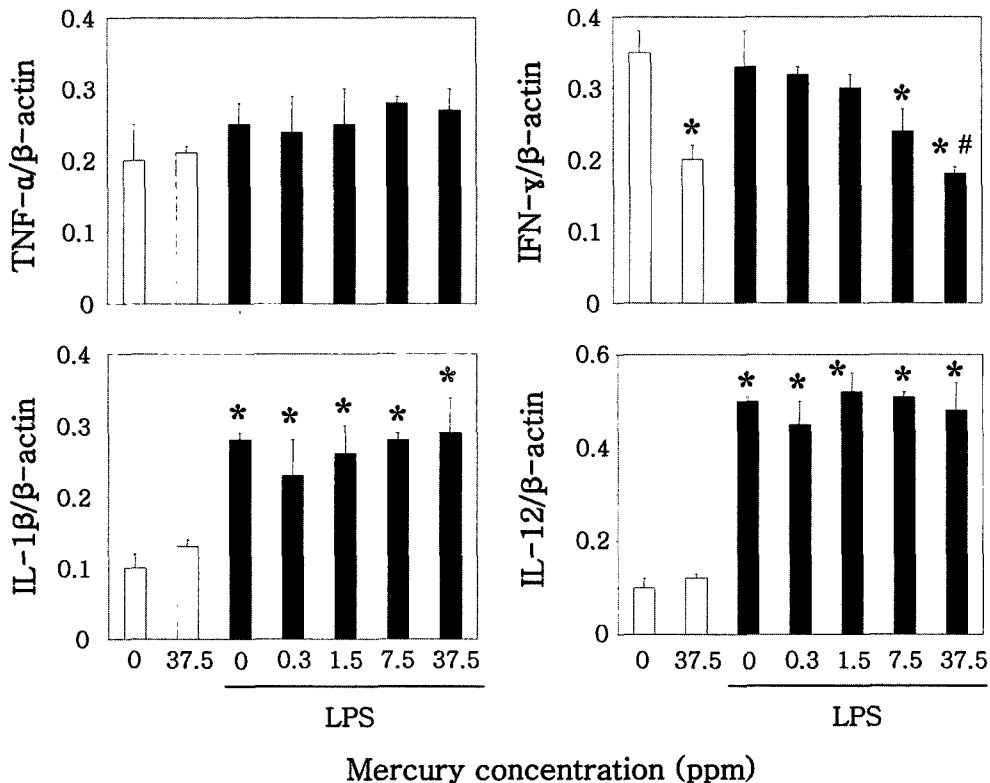 0.4
0.3
0.2
0.1
0
TNF-α/β-actin
0.4
0.3
0.2
0.1
0
IFN-ɣ/β-actin
*
*
* #
0.4
0.3
0.2
0.1
0
IL-1β/β-actin
* * * * *
0 37.5 0 0.3 1.5 7.5 37.5
LPS
0.6
0.4
0.2
0
IL-12/β-actin
* * * * *
0 37.5 0 0.3 1.5 7.5 37.5
LPS
Mercury concentration (ppm)